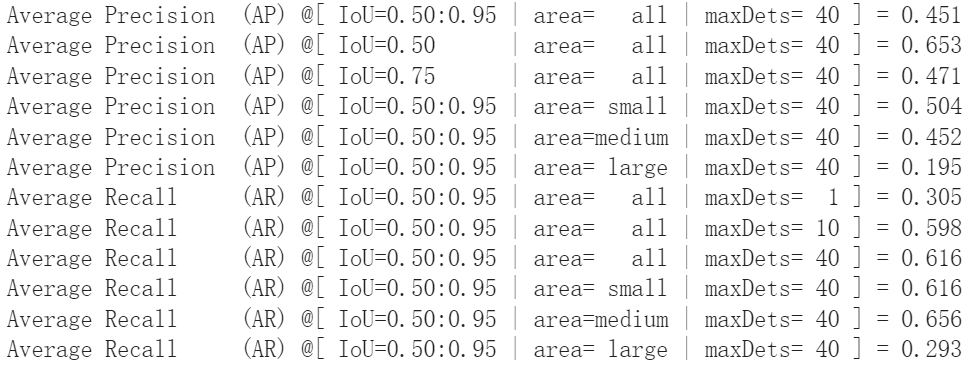 Average Precision  (AP) @[ IoU=0.50:0.95 | area=   all | maxDets= 40 ] = 0.451
Average Precision  (AP) @[ IoU=0.50      | area=   all | maxDets= 40 ] = 0.653
Average Precision  (AP) @[ IoU=0.75      | area=   all | maxDets= 40 ] = 0.471
Average Precision  (AP) @[ IoU=0.50:0.95 | area= small | maxDets= 40 ] = 0.504
Average Precision  (AP) @[ IoU=0.50:0.95 | area=medium | maxDets= 40 ] = 0.452
Average Precision  (AP) @[ IoU=0.50:0.95 | area= large | maxDets= 40 ] = 0.195
Average Recall     (AR) @[ IoU=0.50:0.95 | area=   all | maxDets=  1 ] = 0.305
Average Recall     (AR) @[ IoU=0.50:0.95 | area=   all | maxDets= 10 ] = 0.598
Average Recall     (AR) @[ IoU=0.50:0.95 | area=   all | maxDets= 40 ] = 0.616
Average Recall     (AR) @[ IoU=0.50:0.95 | area= small | maxDets= 40 ] = 0.616
Average Recall     (AR) @[ IoU=0.50:0.95 | area=medium | maxDets= 40 ] = 0.656
Average Recall     (AR) @[ IoU=0.50:0.95 | area= large | maxDets= 40 ] = 0.293